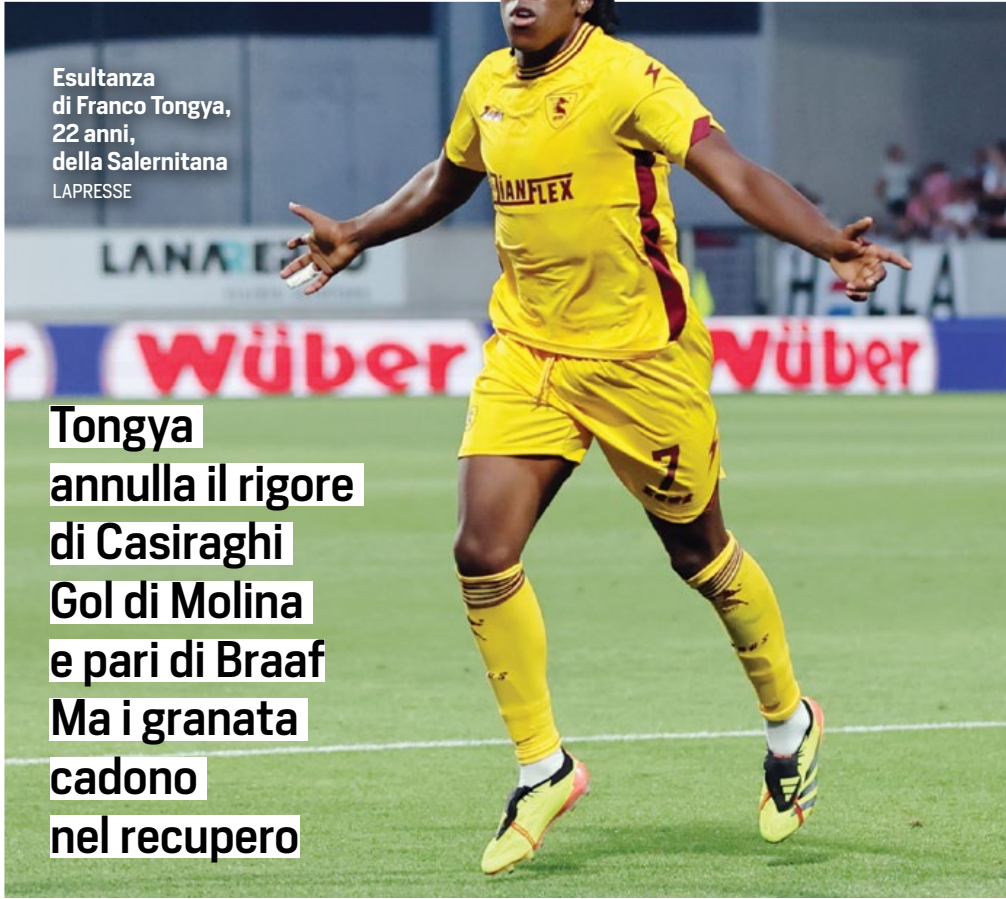 Esultanza
di Franco Tongya,
22 anni,
della Salernitana
LAPRESSE
Wüber
Wüber
7
Tongya
annulla il rigore
di Casiraghi
Gol di Molina
e pari di Braaf
Ma i granata
cadono
nel recupero